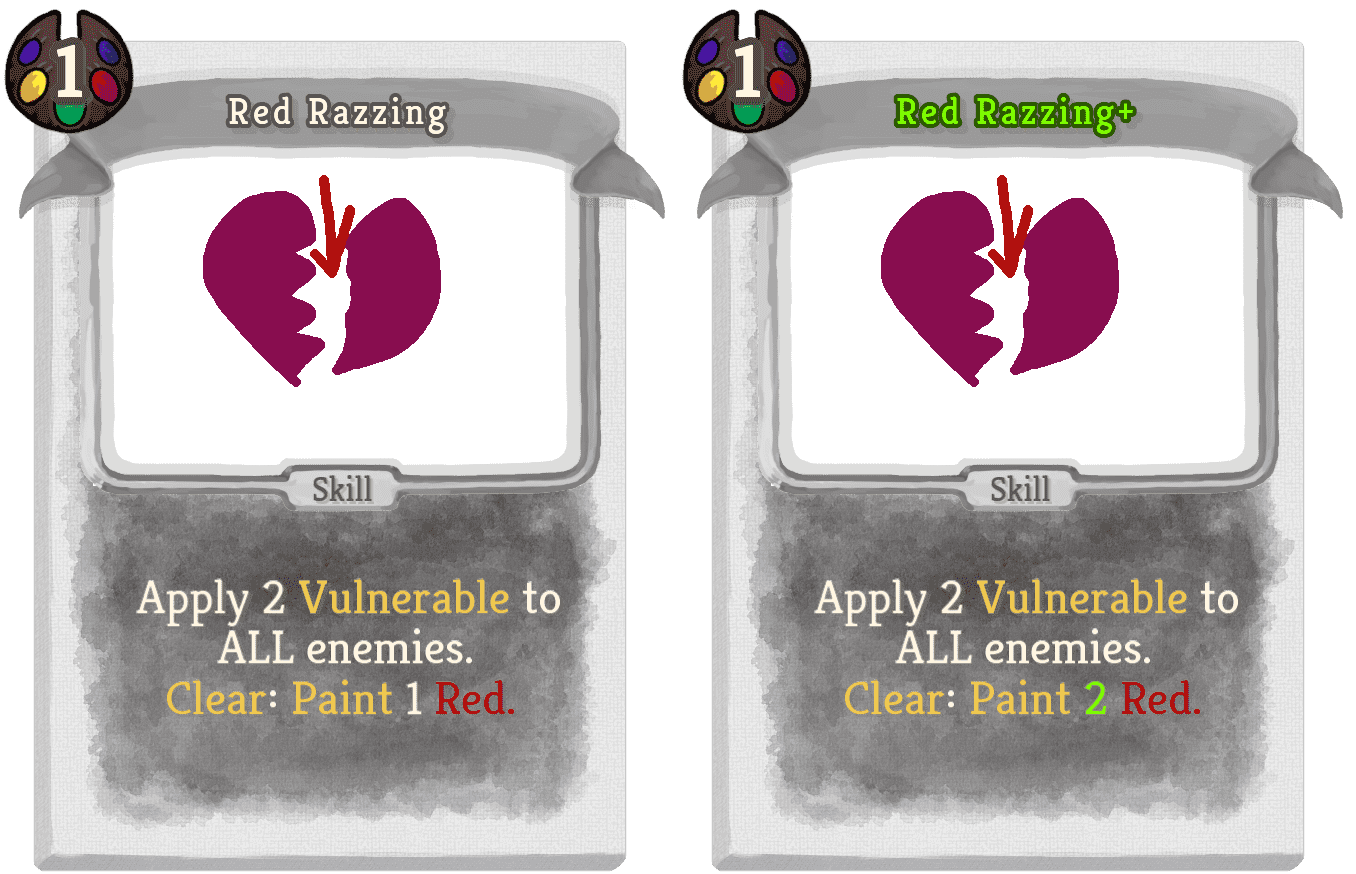 1
Red Razzing
Skill
Apply 2 Vulnerable to
ALL enemies.
Clear: Paint 1 Red.
1
Red Razzing+
Skill
Apply 2 Vulnerable to
ALL enemies.
Clear: Paint 2 Red.